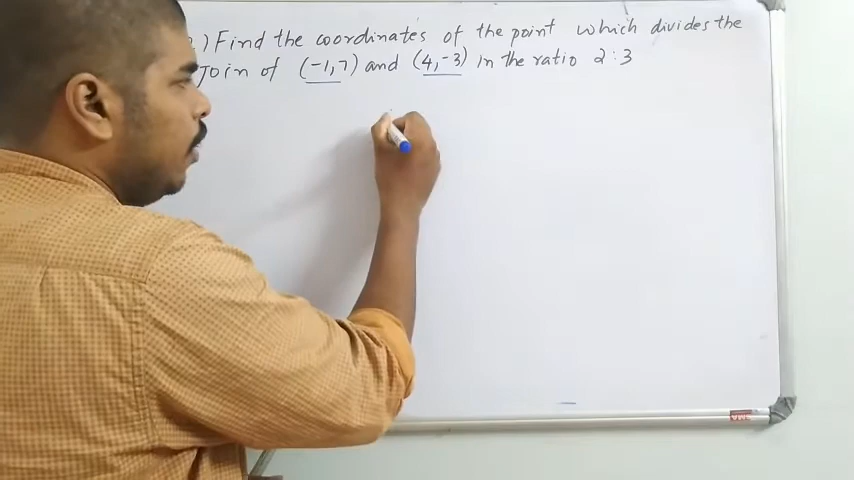 ) Find the coordinates of the point which divides the
Join of (-1,7) and (4,-3) in the ratio 2:3